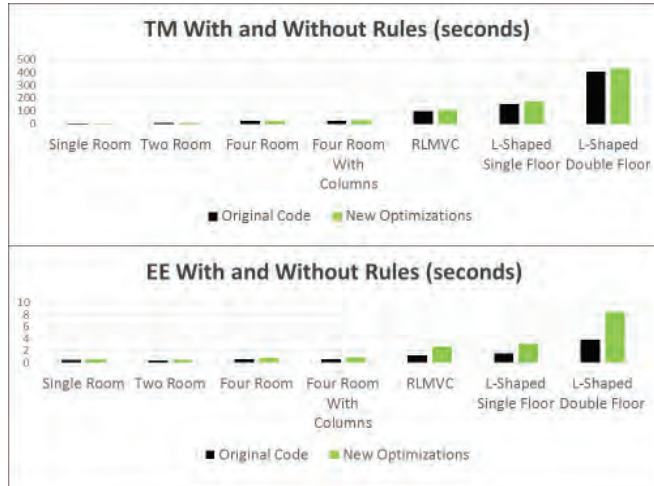 TM With and Without Rules (seconds)
500
400
300
200
100
0
Single Room Two Room Four Room Four Room RLMVC L-Shaped L-Shaped
With Single Floor Double Floor
Columns
Original Code New Optimizations
EE With and Without Rules (seconds)
10
8
6
4
2
0
Single Room Two Room Four Room Four Room RLMVC L-Shaped L-Shaped
With Single Floor Double Floor
Columns
Original Code New Optimizations